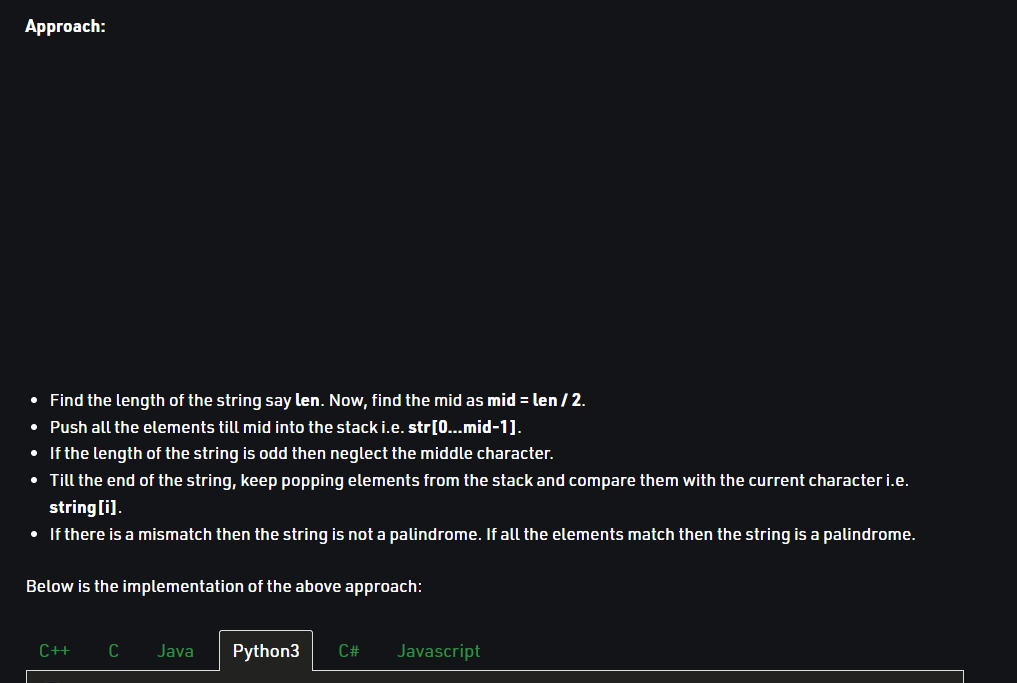 Approach:
• Find the length of the string say len. Now, find the mid as mid = len / 2.
• Push all the elements till mid into the stack i.e. str[0...mid-1].
• If the length of the string is odd then neglect the middle character.
• Till the end of the string, keep popping elements from the stack and compare them with the current character i.e.
string[i].
• If there is a mismatch then the string is not a palindrome. If all the elements match then the string is a palindrome.
Below is the implementation of the above approach:
C++ C Java Python3 C# Javascript